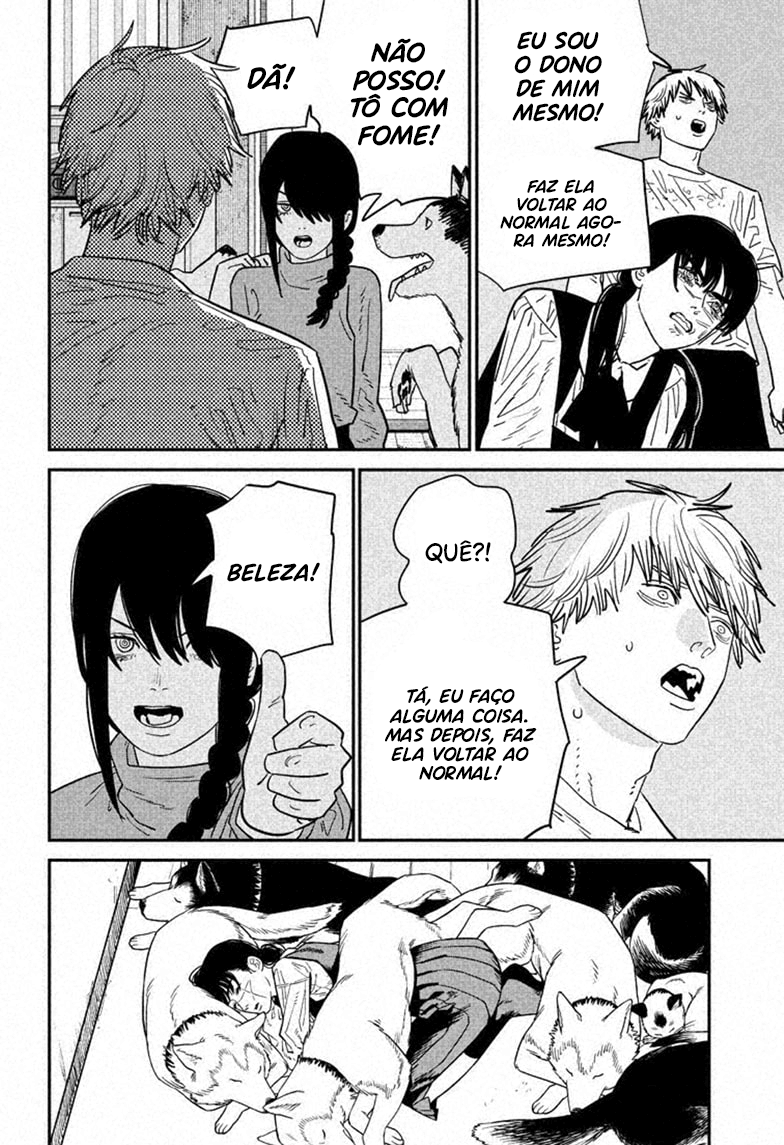 EU SOU
O DONO
DE MIM
MESMO!
FAZ ELA
VOLTAR AO
NORMAL AGO-
RA MESMO!
NÃO
POSSO!
TÔ COM
FOME!
DÃ!
QUÊ?!
TÁ, EU FAÇO
ALGUMA COISA.
MAS DEPOIS, FAZ
ELA VOLTAR AO
NORMAL!
BELEZA!